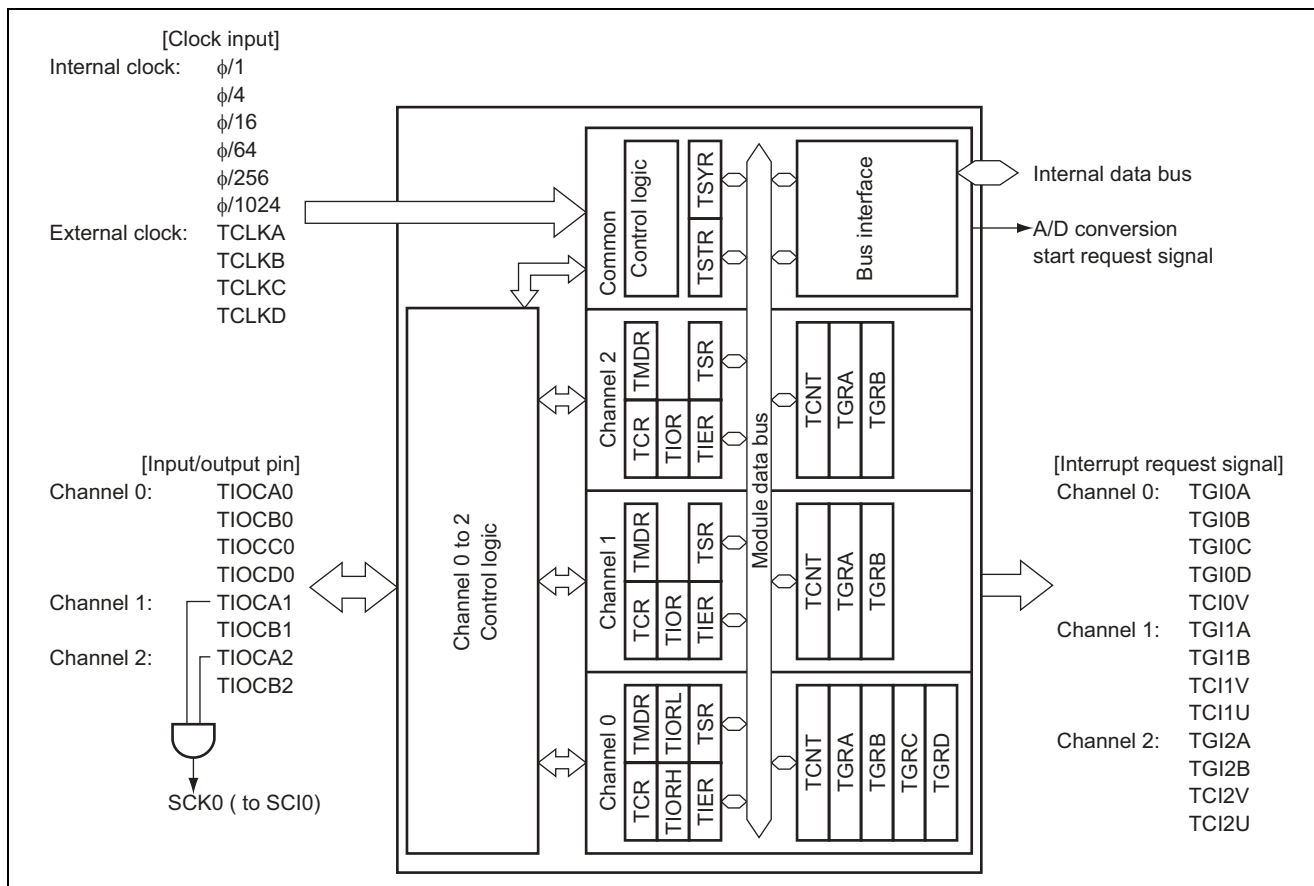 [Clock input]
Internal clock: ϕ/1
ϕ/4
ϕ/16
ϕ/64
ϕ/256
ϕ/1024
External clock: TCLKA
TCLKB
TCLKC
TCLKD
[Input/output pin]
Channel 0: TIOCA0
TIOCB0
TIOCC0
TIOCD0
Channel 1: TIOCA1
TIOCB1
Channel 2: TIOCA2
TIOCB2
SCK0 ( to SCI0)
Channel 0 to 2
Control logic
Common
Control logic
TSTR TSYR
Bus interface
Module data bus
Channel 2
TCR TMDR
TIOR
TIER TSR
TCNT
TGRA
TGRB
Channel 1
TCR TMDR
TIOR
TIER TSR
TCNT
TGRA
TGRB
Channel 0
TCR TMDR
TIORH TIORL
TIER TSR
TCNT
TGRA
TGRB
TGRC
TGRD
Internal data bus
A/D conversion
start request signal
[Interrupt request signal]
Channel 0: TGI0A
TGI0B
TGI0C
TGI0D
TCI0V
Channel 1: TGI1A
TGI1B
TCI1V
TCI1U
Channel 2: TGI2A
TGI2B
TCI2V
TCI2U